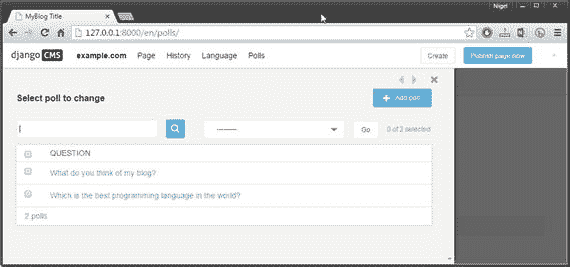 Nigel
MyBlog Title
127.0.0.1:8000/en/polls/
django CMS example.com Page History Language Polls Create Publish page now
Select poll to change
Add poll
--------- Go 0 of 2 selected
QUESTION
What do you think of my blog?
Which is the best programming language in the world?
2 polls